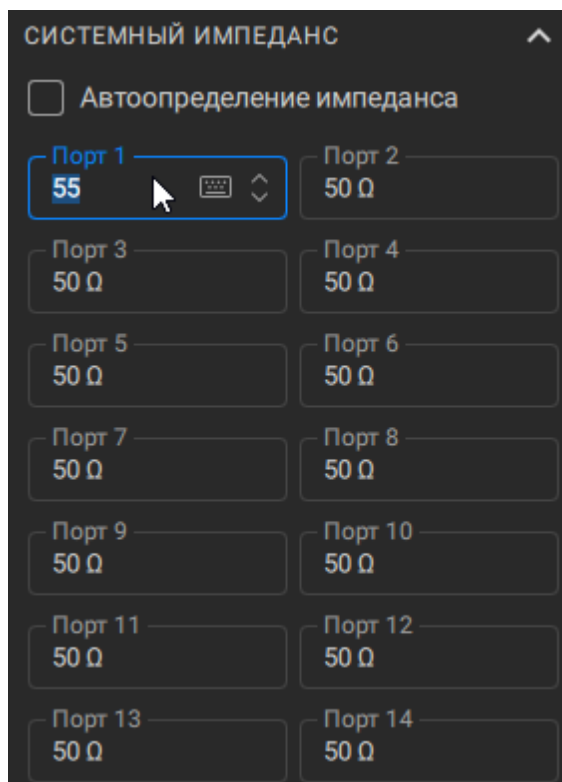 СИСТЕМНЫЙ ИМПЕДАНС
Автоопределение импеданса
Порт 1 Порт 2
55 50 Ω
Порт 3 Порт 4
50 Ω 50 Ω
Порт 5 Порт 6
50 Ω 50 Ω
Порт 7 Порт 8
50 Ω 50 Ω
Порт 9 Порт 10
50 Ω 50 Ω
Порт 11 Порт 12
50 Ω 50 Ω
Порт 13 Порт 14
50 Ω 50 Ω